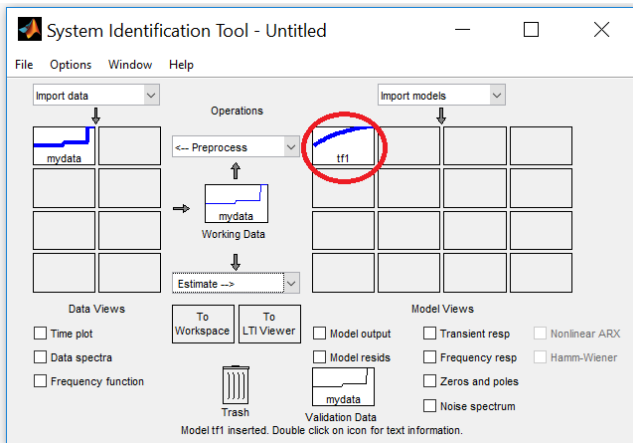 System Identification Tool - Untitled
File Options Window Help
Import data
Import models
Operations
<-- Preprocess
mydata
tf1
mydata
Working Data
Estimate -->
Data Views
Model Views
To Workspace
To LTI Viewer
Time plot
Data spectra
Frequency function
Model output
Model resids
Transient resp
Frequency resp
Zeros and poles
Noise spectrum
Nonlinear ARX
Hamm-Wiener
Trash
mydata
Validation Data
Model tf1 inserted. Double click on icon for text information.